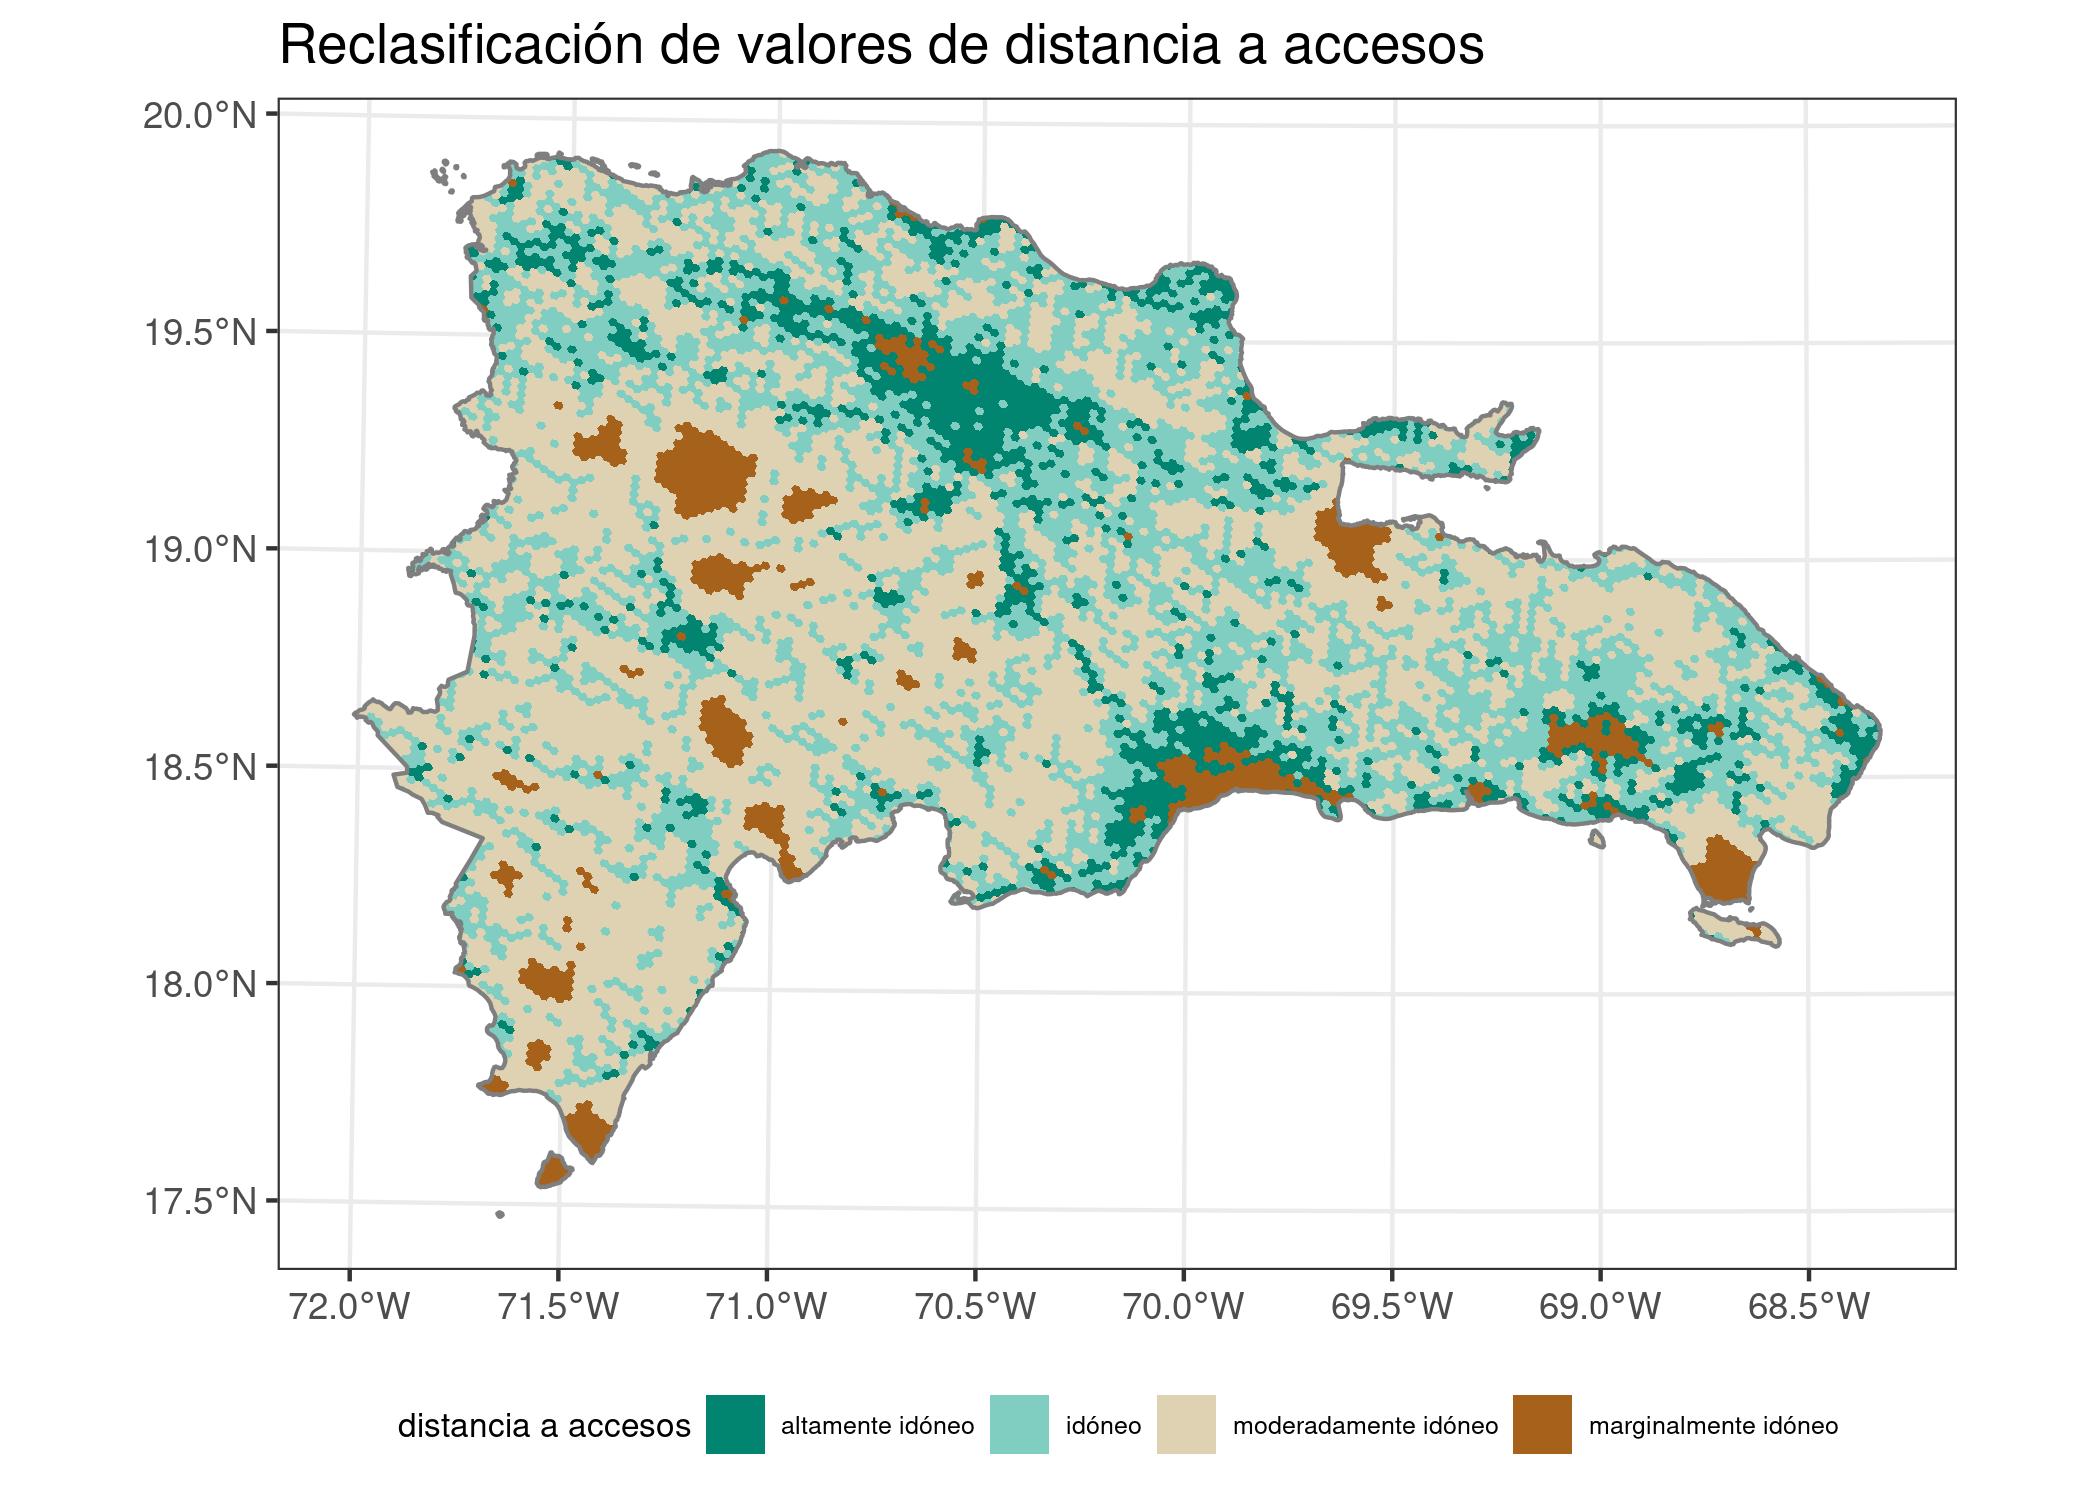 Reclasificación de valores de distancia a accesos
20.0°N
19.5°N
19.0°N
18.5°N
18.0°N
17.5°N
72.0°W 71.5°W 71.0°W 70.5°W 70.0°W 69.5°W 69.0°W 68.5°W
distancia a accesos altamente idóneo idóneo moderadamente idóneo marginalmente idóneo